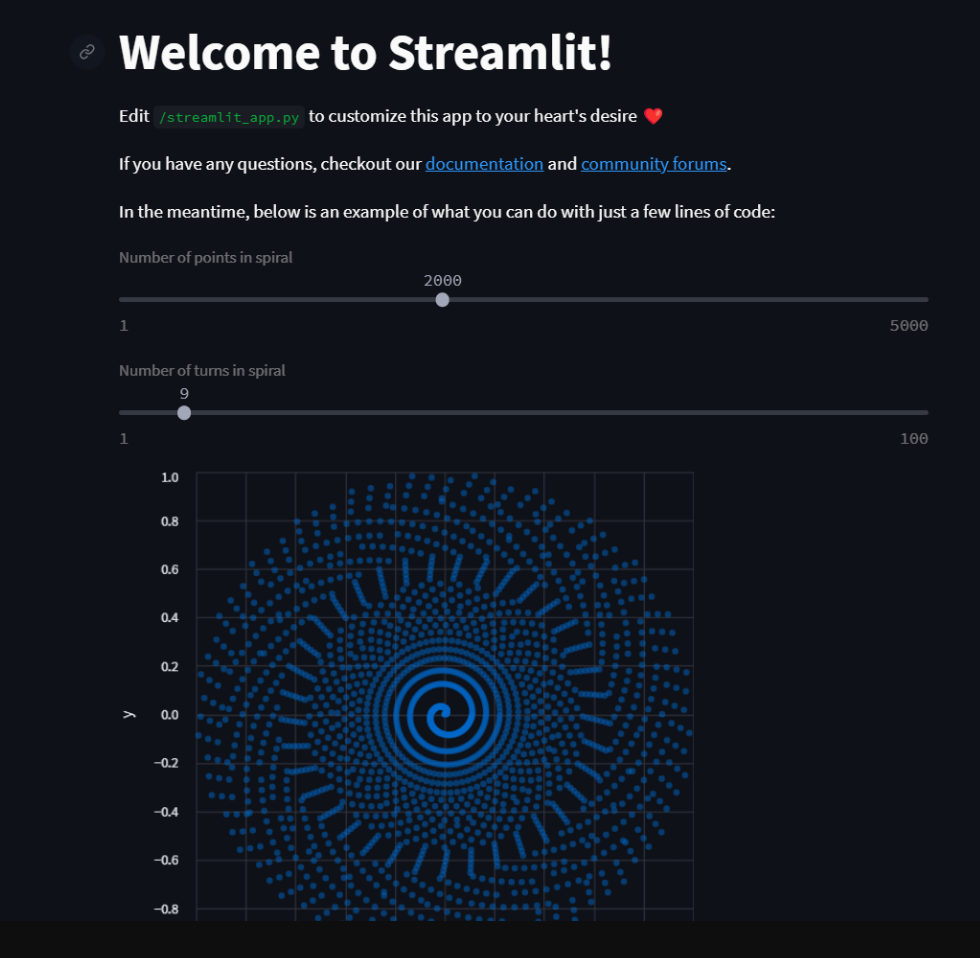 Welcome to Streamlit!
Edit /streamlit_app.py to customize this app to your heart's desire ❤️
If you have any questions, checkout our documentation and community forums.
In the meantime, below is an example of what you can do with just a few lines of code:
Number of points in spiral
2000
1 5000
Number of turns in spiral
9
1 100
1.0
0.8
0.6
0.4
0.2
y 0.0
−0.2
−0.4
−0.6
−0.8